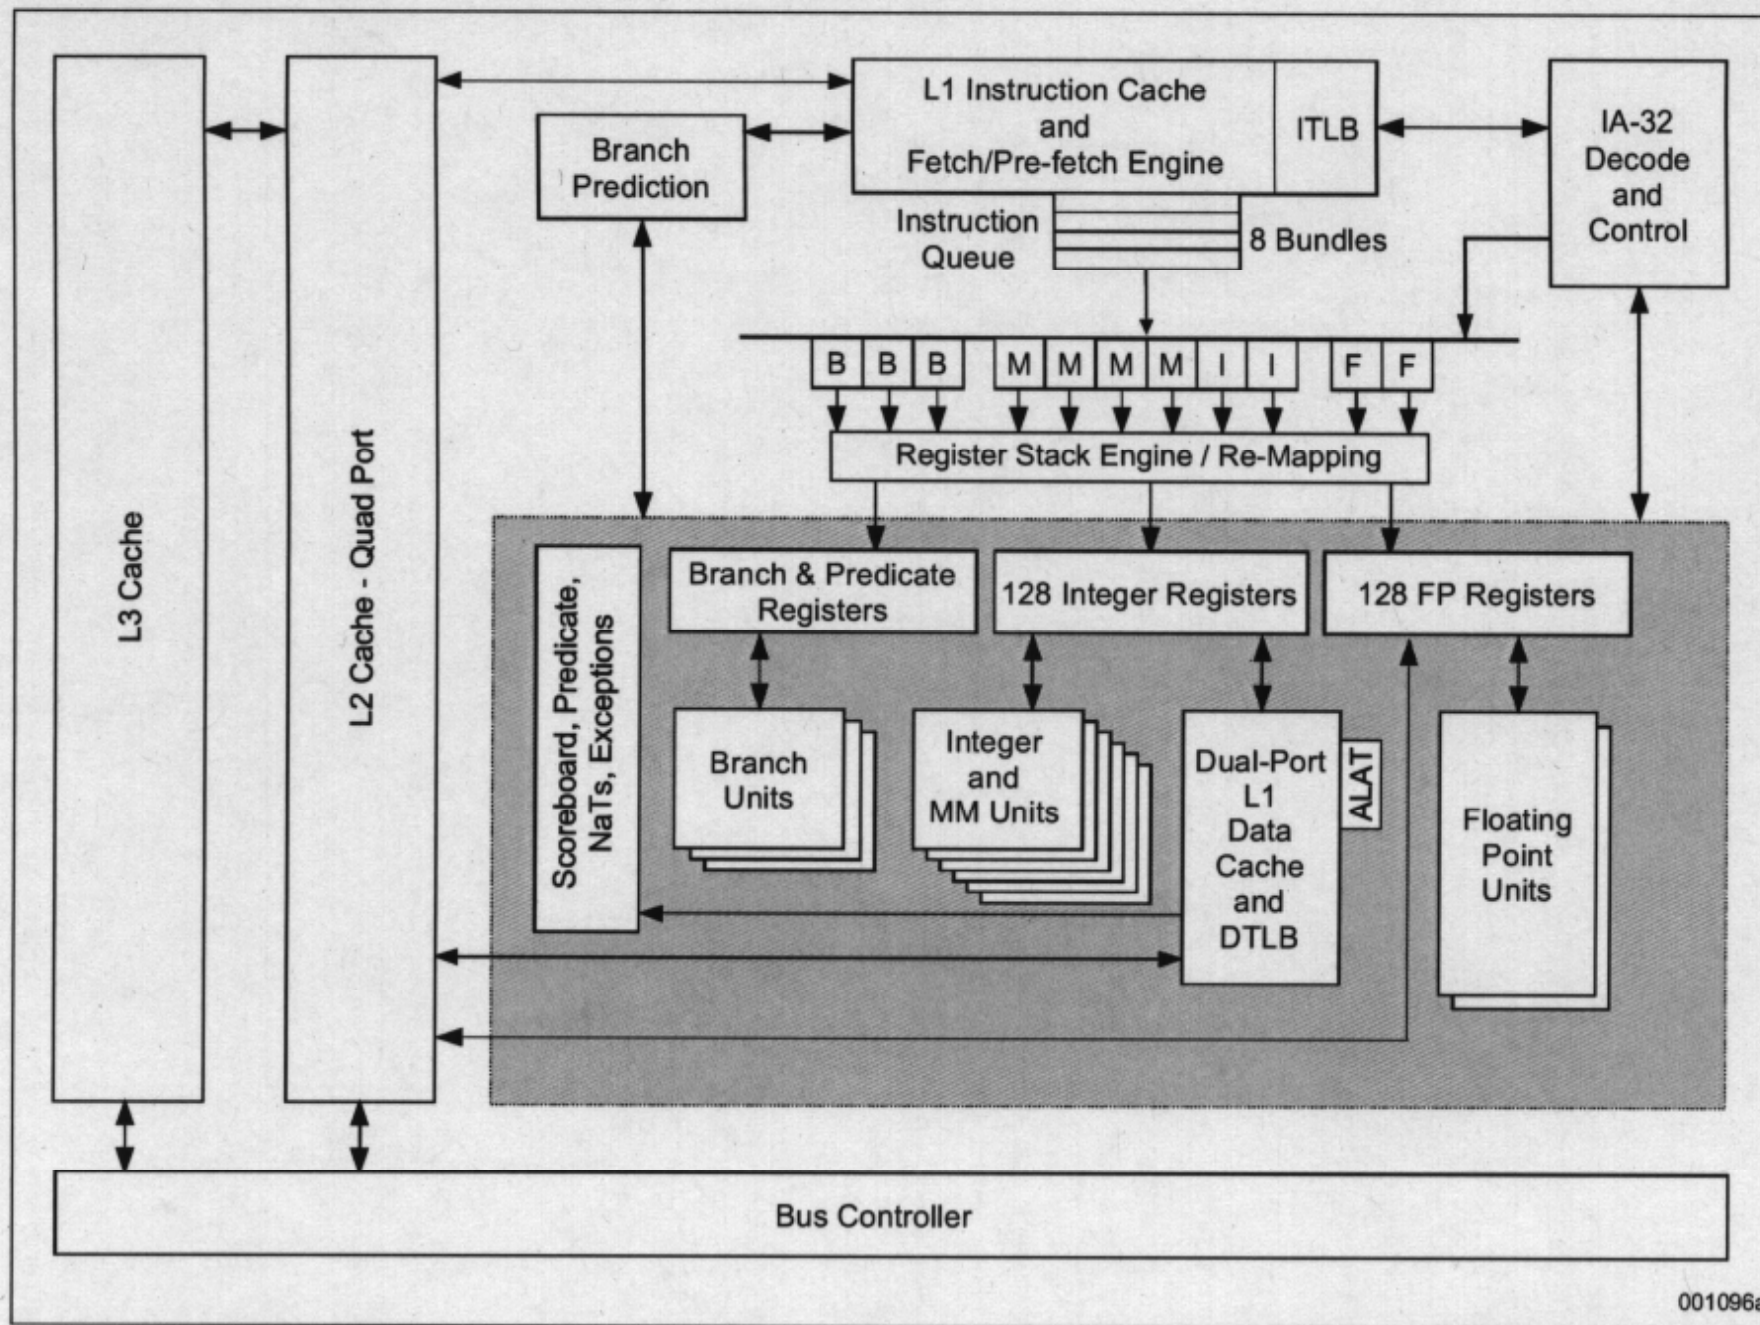 L3 Cache
L2 Cache - Quad Port
L1 Instruction Cache
and
Fetch/Pre-fetch Engine
ITLB
IA-32
Decode
and
Control
Branch
Prediction
Instruction
Queue
8 Bundles
B B B M M M M I I F F
Register Stack Engine / Re-Mapping
Scoreboard, Predicate,
NaTs, Exceptions
Branch & Predicate
Registers
128 Integer Registers
128 FP Registers
Branch
Units
Integer
and
MM Units
Dual-Port
L1
Data
Cache
and
DTLB
ALAT
Floating
Point
Units
Bus Controller
001096a